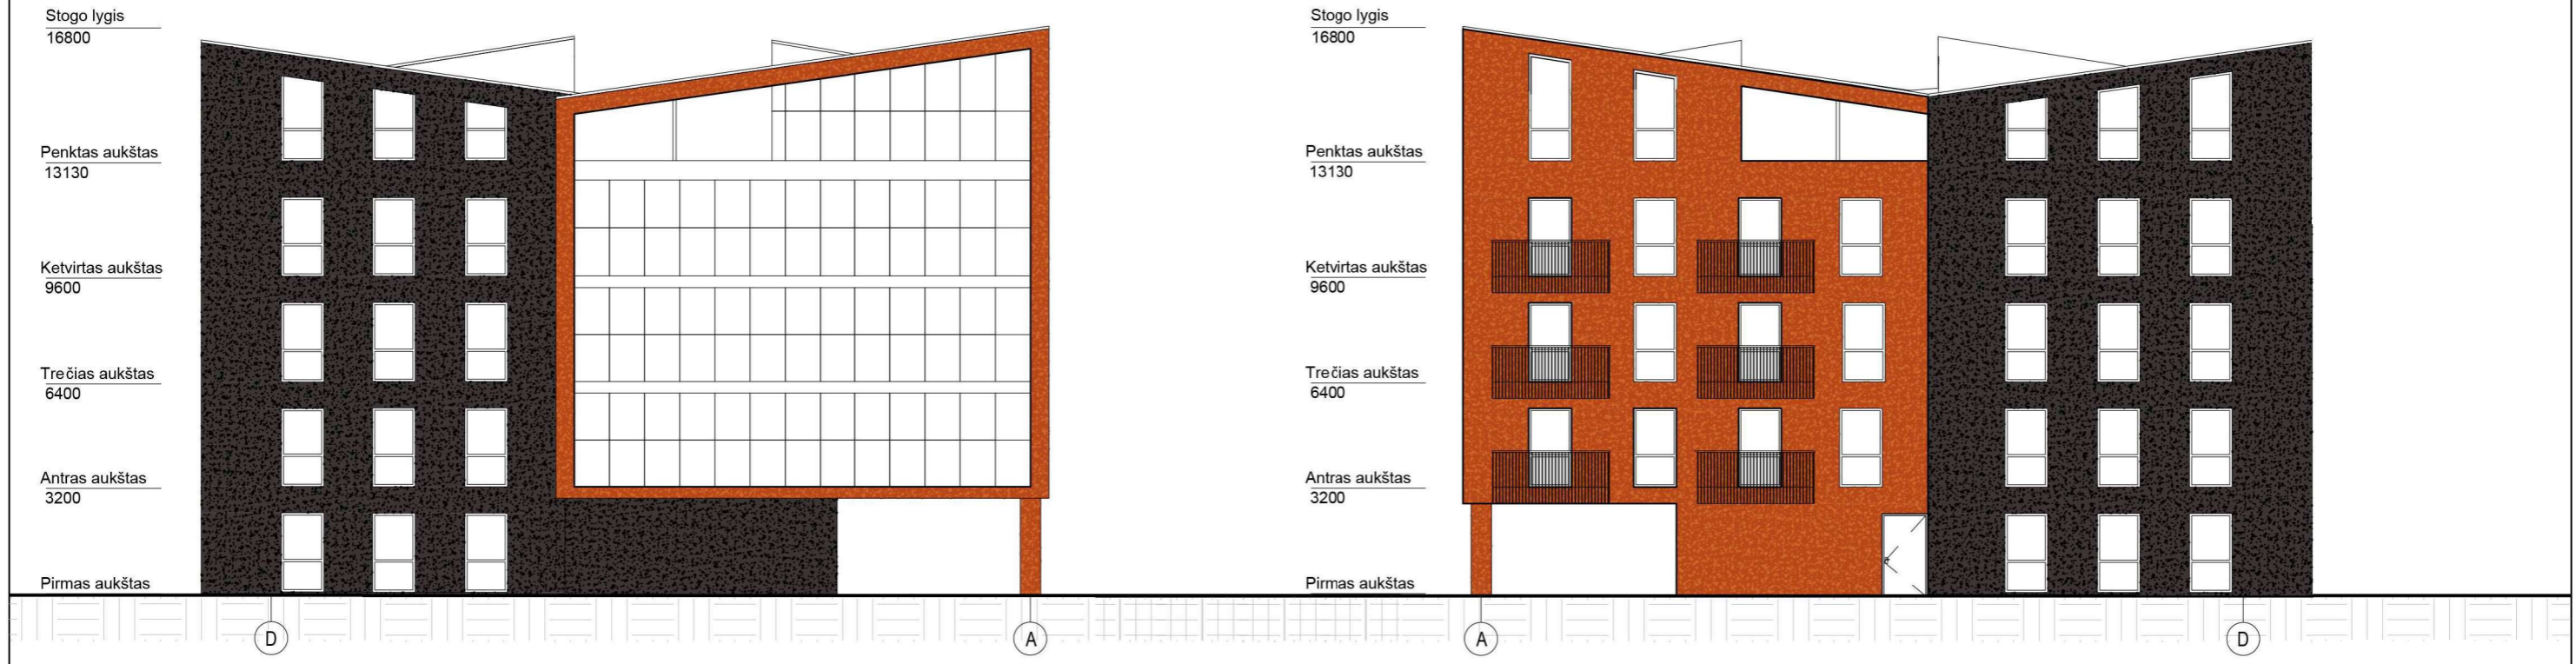 Stogo lygis
16800
Penktas aukštas
13130
Ketvirtas aukštas
9600
Trečias aukštas
6400
Antras aukštas
3200
Pirmas aukštas
D
A
Stogo lygis
16800
Penktas aukštas
13130
Ketvirtas aukštas
9600
Trečias aukštas
6400
Antras aukštas
3200
Pirmas aukštas
A
D